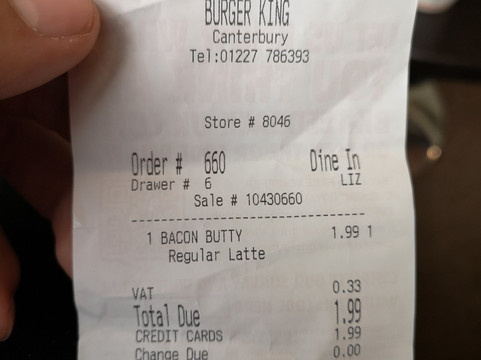 BURGER KING
Canterbury
Tel:01227 786393
Store # 8046
Order # 660 Dine In
Drawer # 6 LIZ
Sale # 10430660
1 BACON BUTTY 1.99 1
Regular Latte
VAT 0.33
Total Due 1.99
CREDIT CARDS 1.99
Change Due 0.00